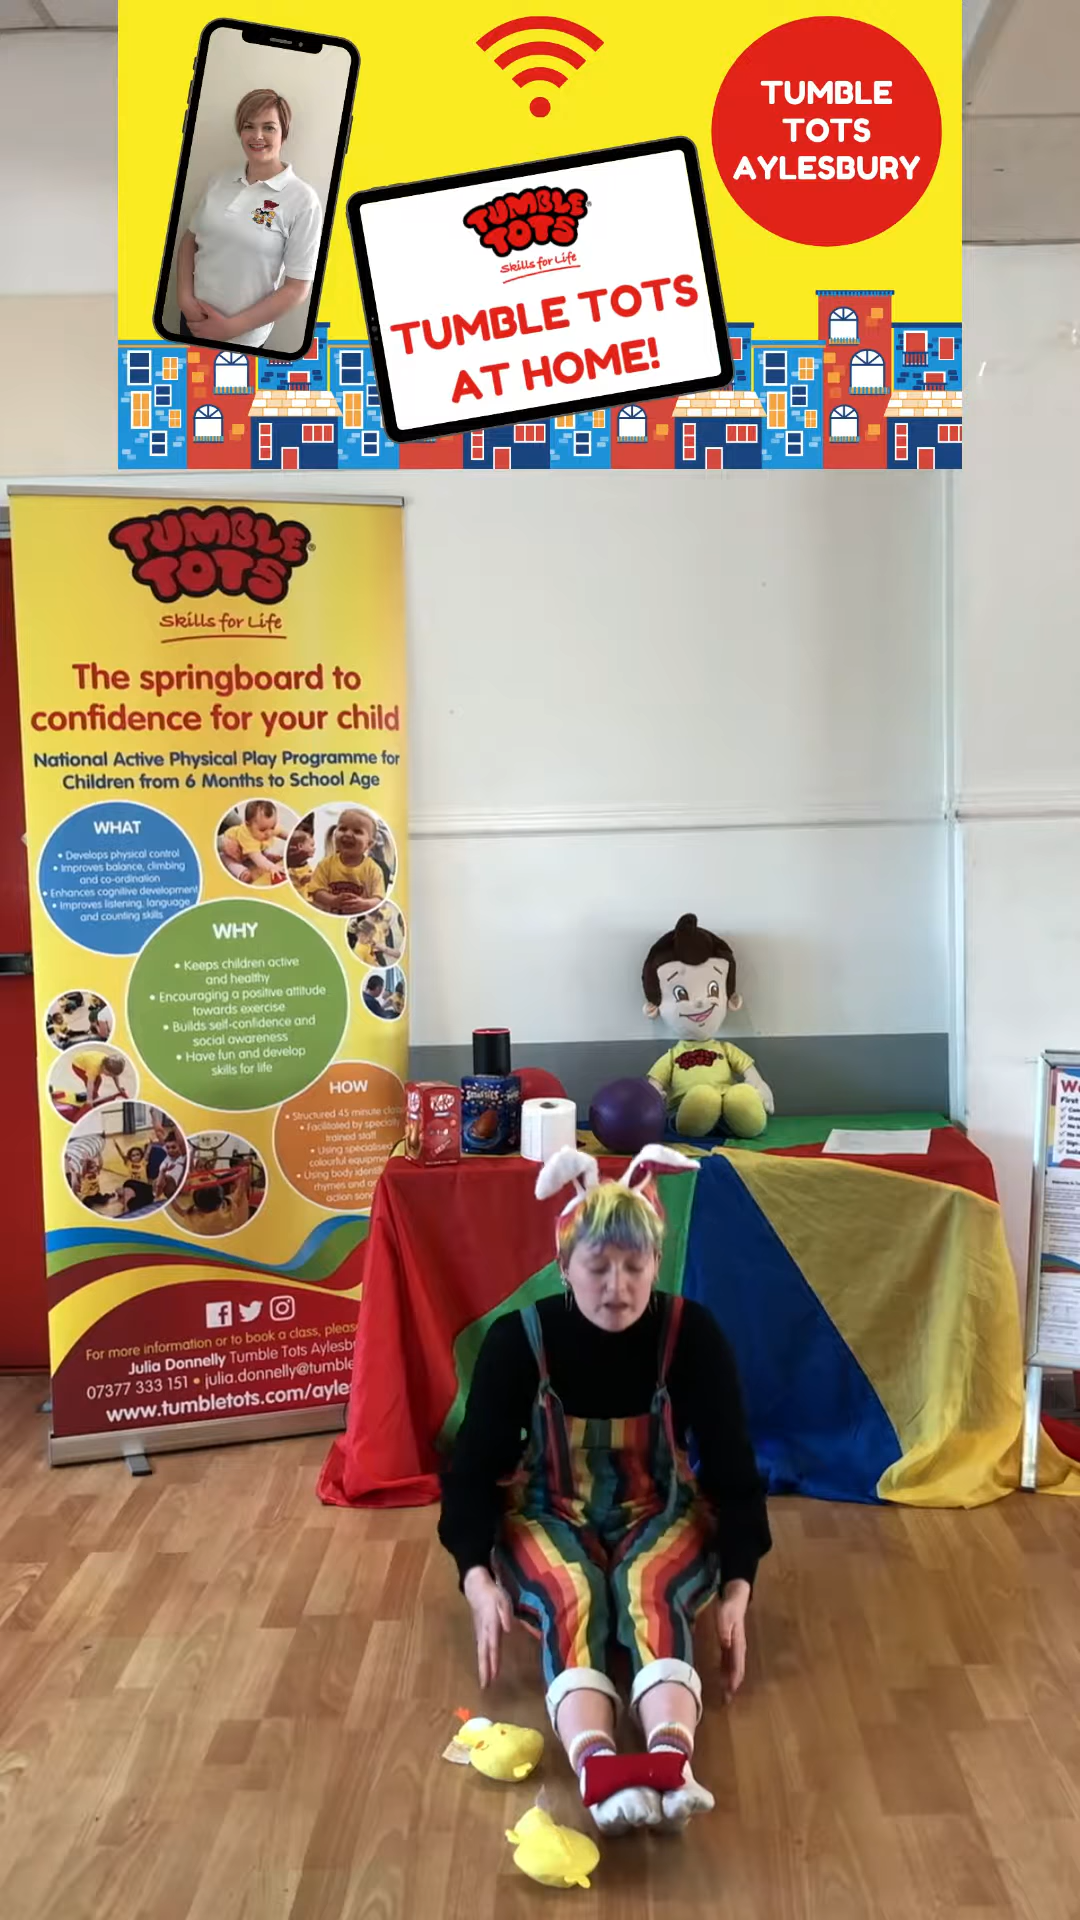 TUMBLE
TOTS
AYLESBURY
TUMBLE
TOTS
Skills for Life
TUMBLE TOTS
AT HOME!
TUMBLE
TOTS
Skills for Life
The springboard to
confidence for your child
National Active Physical Play Programme for
Children from 6 Months to School Age
WHAT
• Develops physical control
• Improves balance, climbing
and co-ordination
• Enhances cognitive development
• Improves listening, language
and counting skills
WHY
• Keeps children active
and healthy
• Encouraging a positive attitude
towards exercise
• Builds self-confidence and
social awareness
• Have fun and develop
skills for life
HOW
• Structured 45 minute
• Facilitated by
trained staff
• Using
colourful
• Using body
rhymes and
action
For more information or to book a class,
Julia Donnelly Tumble Tots
07377 333 151 • julia.donnelly@tumble
www.tumbletots.com/ayle
KitKat
SMARTIES
TUMBLE
TOTS
First